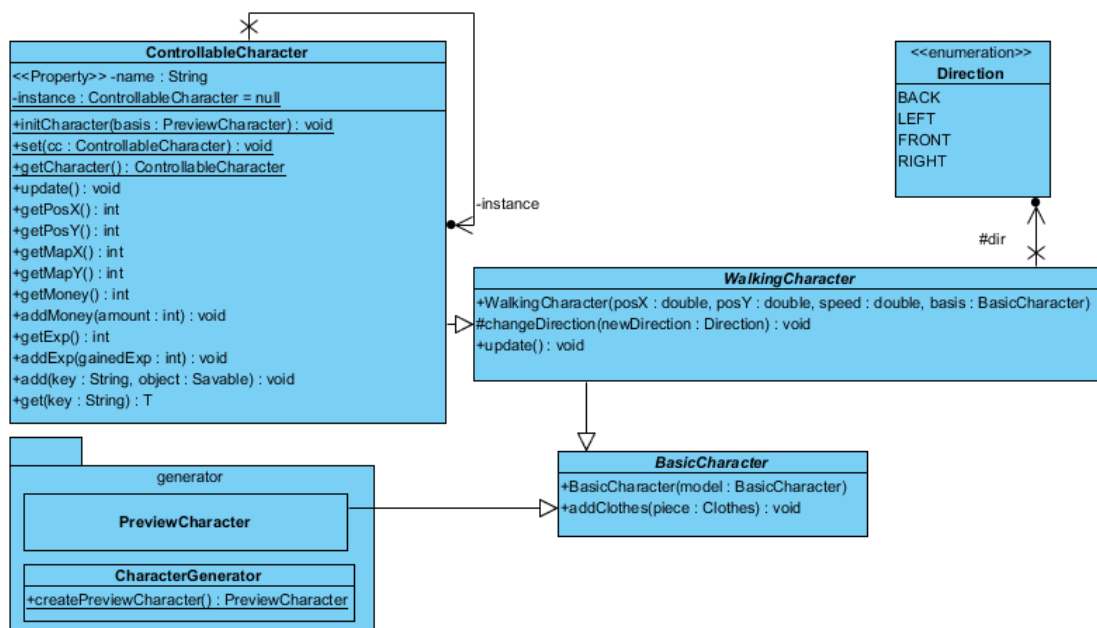 ControllableCharacter
<<Property>> -name : String
-instance : ControllableCharacter = null
+initCharacter(basis : PreviewCharacter) : void
+set(cc : ControllableCharacter) : void
+getCharacter() : ControllableCharacter
+update() : void
+getPosX() : int
+getPosY() : int
+getMapX() : int
+getMapY() : int
+getMoney() : int
+addMoney(amount : int) : void
+getExp() : int
+addExp(gainedExp : int) : void
+add(key : String, object : Savable) : void
+get(key : String) : T
-instance
<<enumeration>>
Direction
BACK
LEFT
FRONT
RIGHT
#dir
WalkingCharacter
+WalkingCharacter(posX : double, posY : double, speed : double, basis : BasicCharacter)
#changeDirection(newDirection : Direction) : void
+update() : void
BasicCharacter
+BasicCharacter(model : BasicCharacter)
+addClothes(piece : Clothes) : void
generator
PreviewCharacter
CharacterGenerator
+createPreviewCharacter() : PreviewCharacter